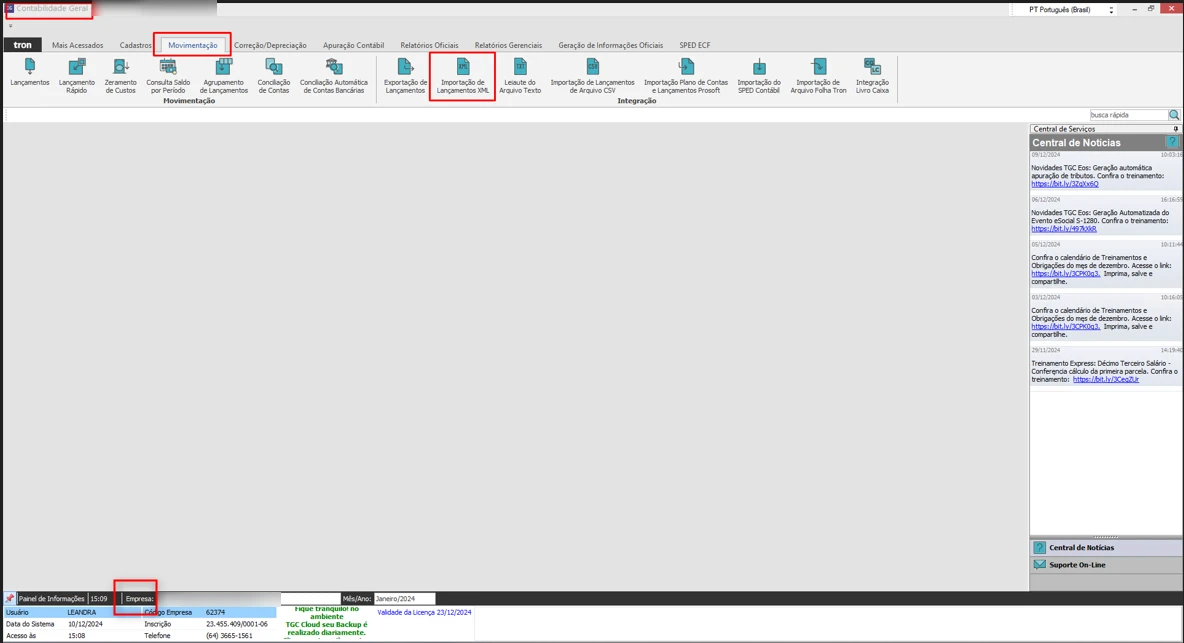 Contabilidade Geral
PT Português (Brasil)
tron Mais Acessados Cadastros Movimentação Correção/Depreciação Apuração Contábil Relatórios Oficiais Relatórios Gerenciais Geração de Informações Oficiais SPED ECF
Lançamentos
Lançamento Rápido
Zeramento de Custos
Consulta Saldo por Período
Agrupamento de Lançamentos
Conciliação de Contas
Conciliação Automática de Contas Bancárias
Movimentação
Exportação de Lançamentos
Importação de Lançamentos XML
Leiaute do Arquivo Texto
Importação de Lançamentos de Arquivo CSV
Importação Plano de Contas e Lançamentos Prosoft
Importação do SPED Contábil
Importação de Arquivo Folha Tron
Integração Livro Caixa
Integração
busca rápida
Central de Serviços
Central de Noticias
09/12/2024 10:03:16
Novidades TGC Eos: Geração automática
apuração de tributos. Confira o treinamento:
https://bit.ly/3ZqXx6Q
06/12/2024 16:16:55
Novidades TGC Eos: Geração Automatizada do
Evento eSocial S-1280. Confira o treinamento:
https://bit.ly/497kXkR
05/12/2024 10:11:44
Confira o calendário de Treinamentos e
Obrigações do mes de dezembro. Acesse o link:
https://bit.ly/3CPK0q3. Imprima, salve e
compartilhe.
03/12/2024 10:16:00
Confira o calendário de Treinamentos e
Obrigações do mes de dezembro. Acesse o link:
https://bit.ly/3CPK0q3. Imprima, salve e
compartilhe.
29/11/2024 14:19:40
Treinamento Express: Décimo Terceiro Salário -
Conferencia cálculo da primeira parcela. Confira o
treinamento: https://bit.ly/3CeqZUr
Central de Notícias
Suporte On-Line
Painel de Informações 15:09 Empresa: Mês/Ano: Janeiro/2024
Usuário LEANDRA Código Empresa 62374
Data do Sistema 10/12/2024 Inscrição 23.455.409/0001-06
Acesso às 15:08 Telefone (64) 3665-1561
Fique tranquilo! no
ambiente
TGC Cloud seu Backup é
realizado diariamente.
Validade da Licença 23/12/2024